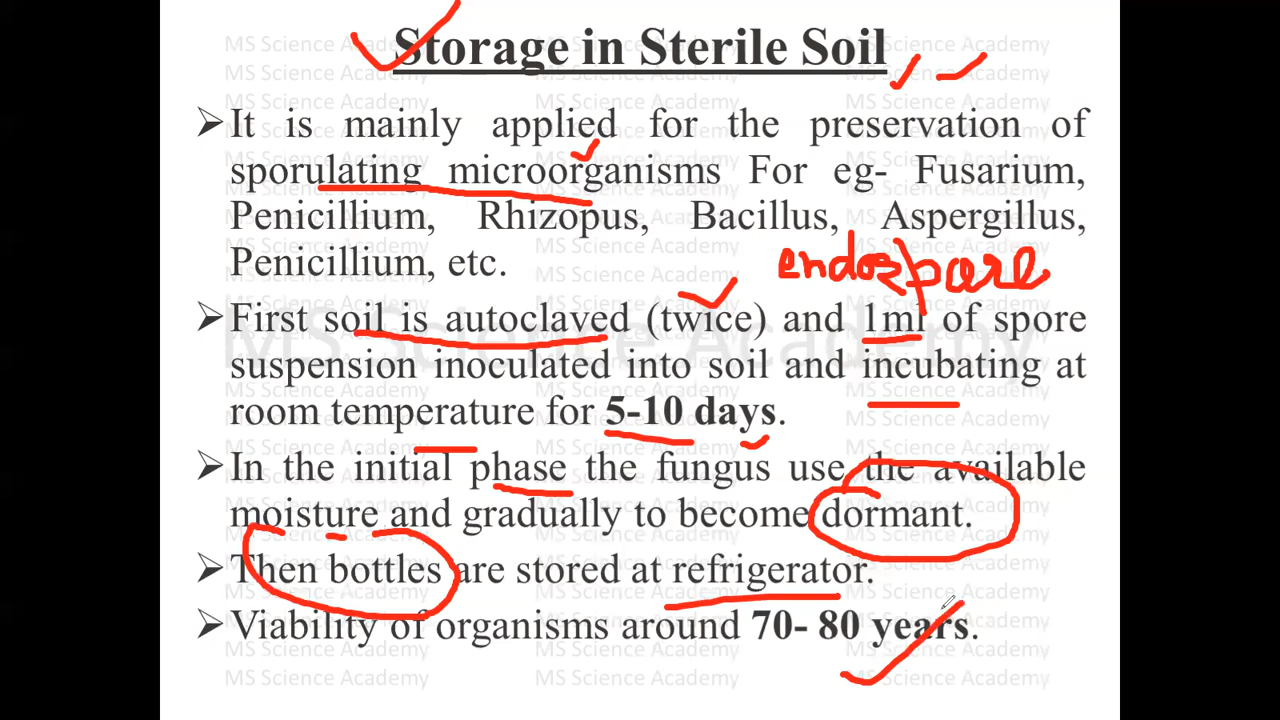 Storage in Sterile Soil
➤ It is mainly applied for the preservation of
sporulating microorganisms For eg- Fusarium,
Penicillium, Rhizopus, Bacillus, Aspergillus,
Penicillium, etc.
endospore
➤ First soil is autoclaved (twice) and 1ml of spore
suspension inoculated into soil and incubating at
room temperature for 5-10 days.
➤ In the initial phase the fungus use the available
moisture and gradually to become dormant.
➤ Then bottles are stored at refrigerator.
➤ Viability of organisms around 70- 80 years.
MS Science Academy